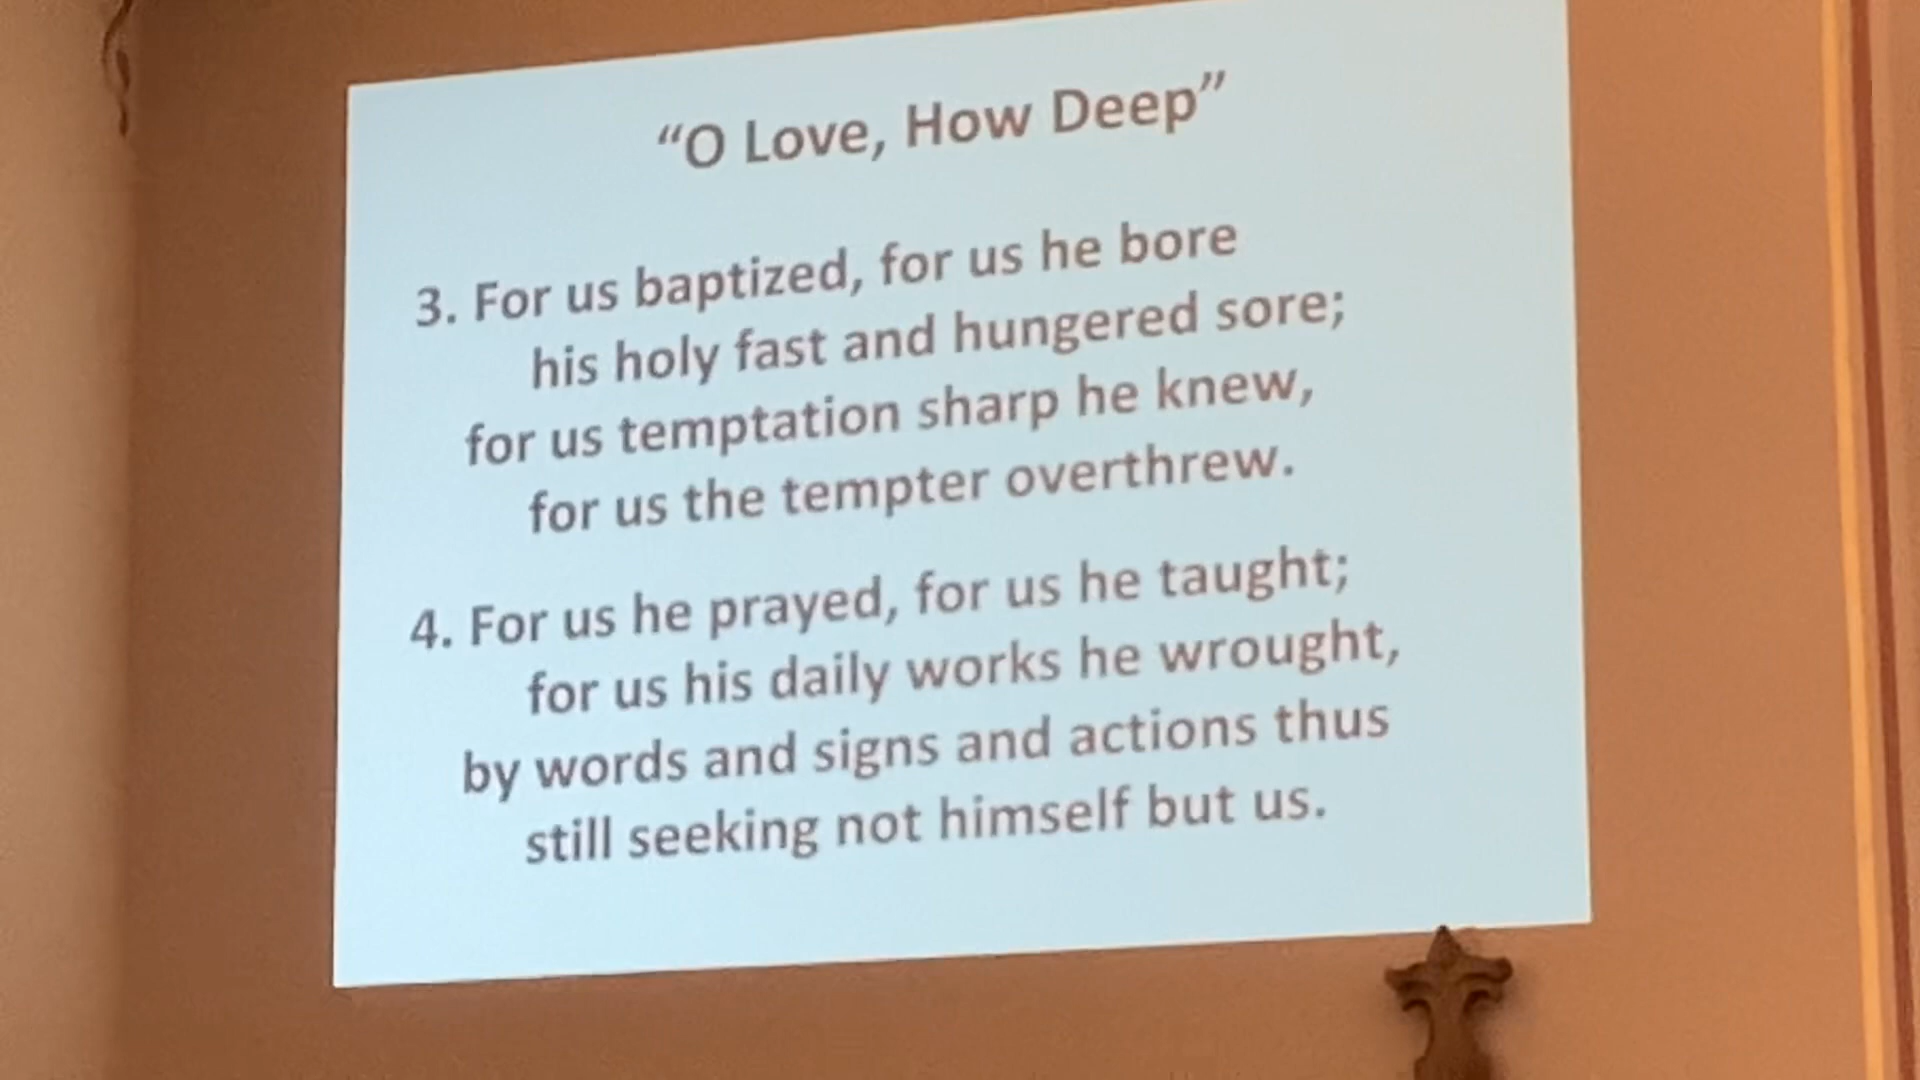 “O Love, How Deep”
3. For us baptized, for us he bore
his holy fast and hungered sore;
for us temptation sharp he knew,
for us the tempter overthrew.
4. For us he prayed, for us he taught;
for us his daily works he wrought,
by words and signs and actions thus
still seeking not himself but us.